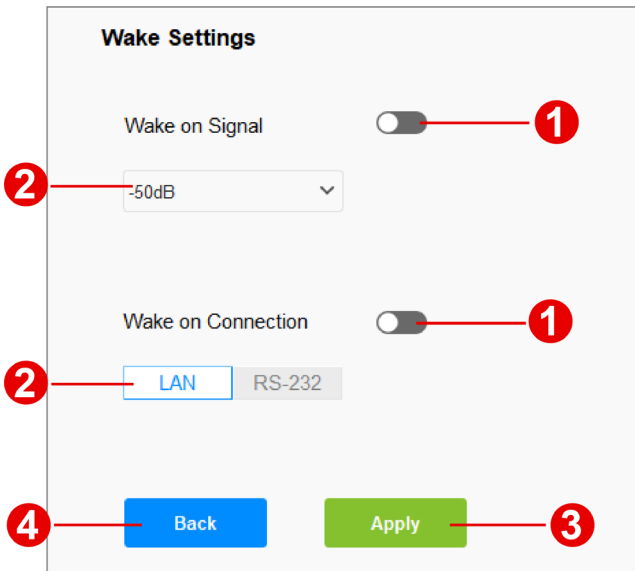 Wake Settings
Wake on Signal
1
2
-50dB
Wake on Connection
1
2
LAN RS-232
4
Back
Apply
3